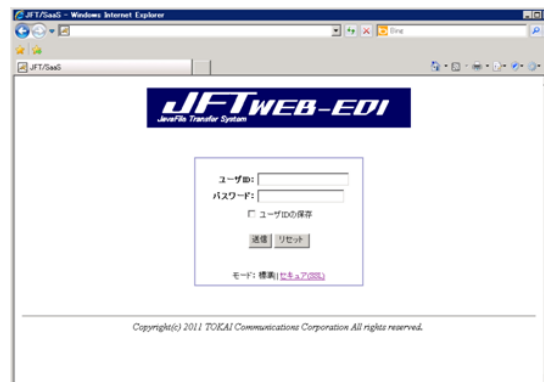 JFT/SaaS - Windows Internet Explorer
Bing
JFT/SaaS
JFT WEB-EDI
JavaFile Transfer System
ユーザID:
パスワード:
ユーザIDの保存
送信 リセット
モード: 標準||セキュア(SSL)
Copyright(c) 2011 TOKAI Communications Corporation All rights reserved.